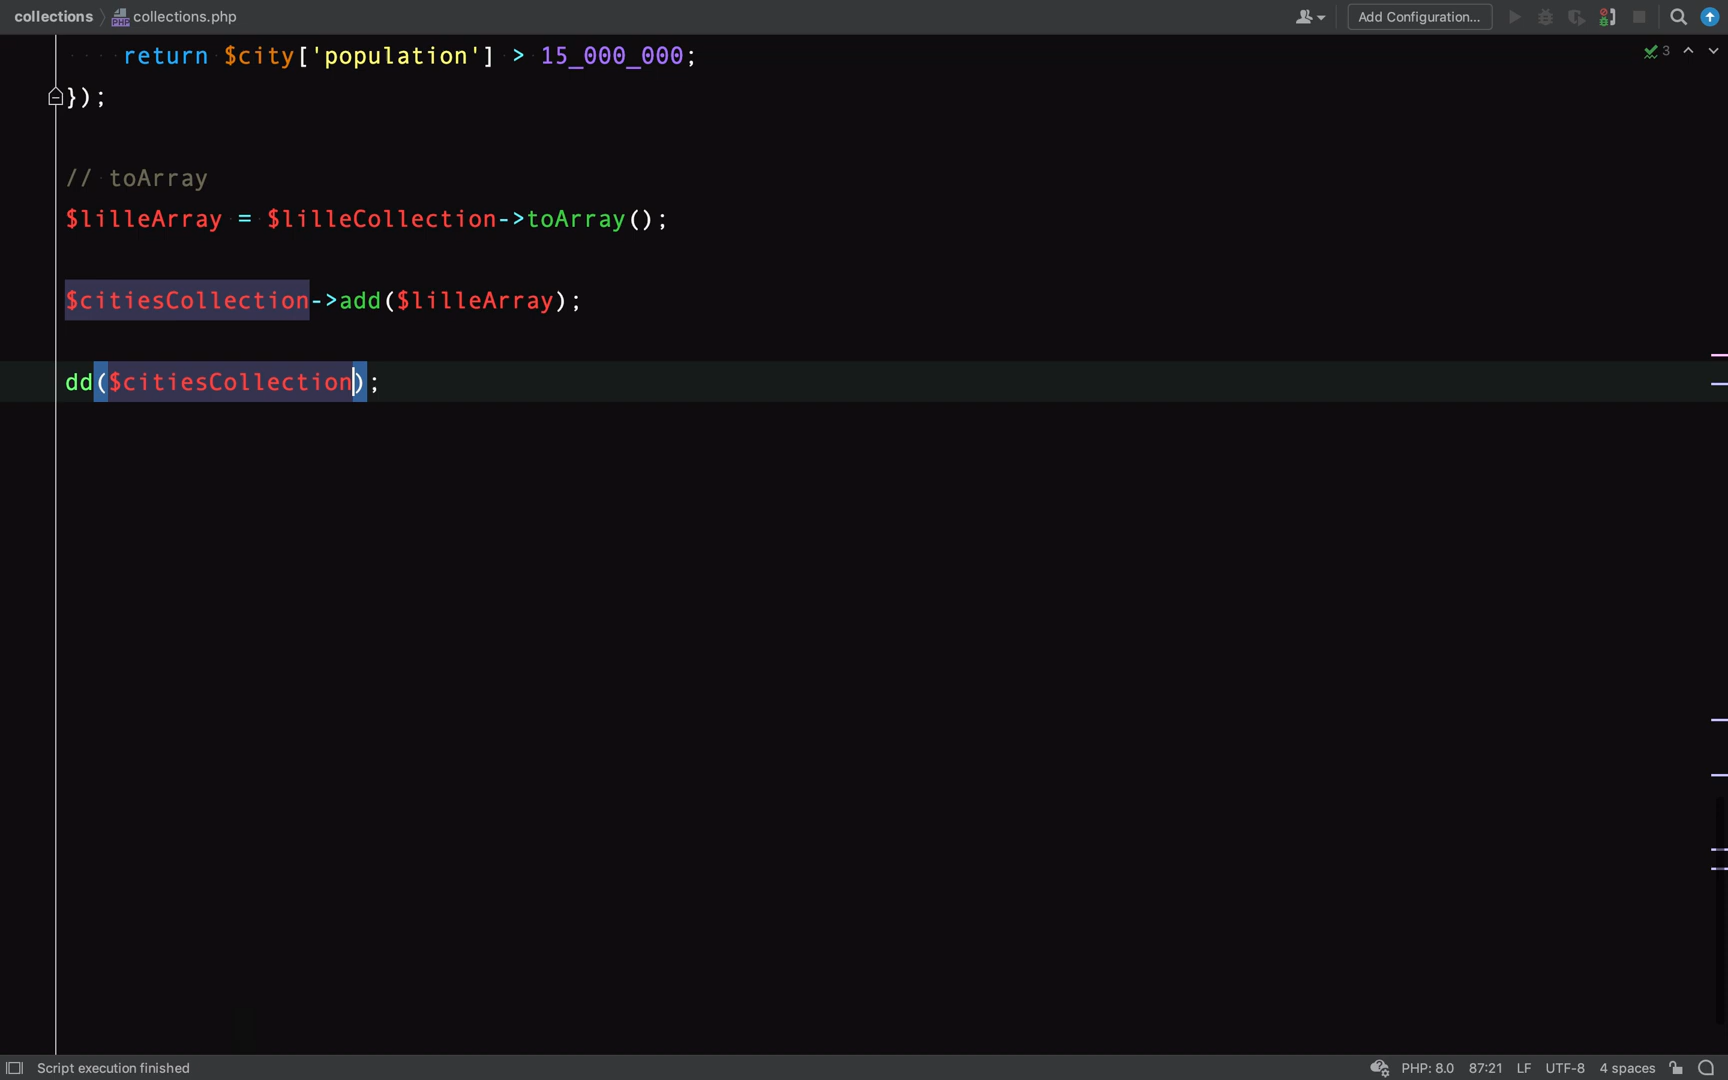 collections
collections.php
Add Configuration...
return $city['population'] > 15_000_000;
3
});
// toArray
$lilleArray = $lilleCollection->toArray();
$citiesCollection->add($lilleArray);
dd($citiesCollection);
Script execution finished
PHP: 8.0
87:21
LF
UTF-8
4 spaces